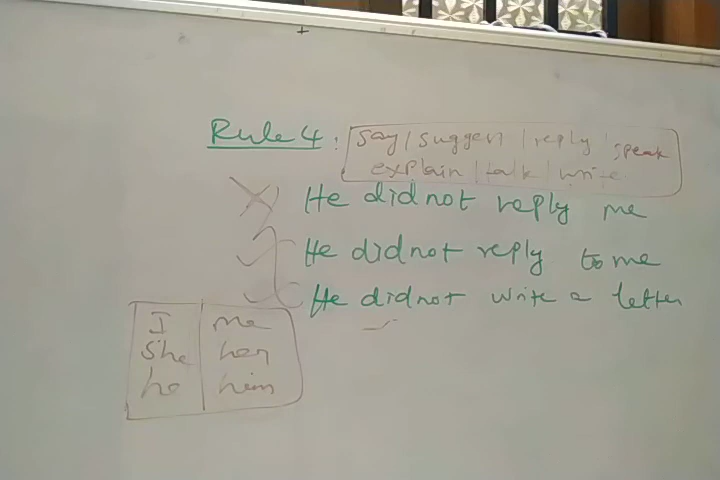 Rule 4: say / suggest / reply / speak
explain / talk / write
He did not reply me
He did not reply to me
He did not write a letter
I me
She her
he him